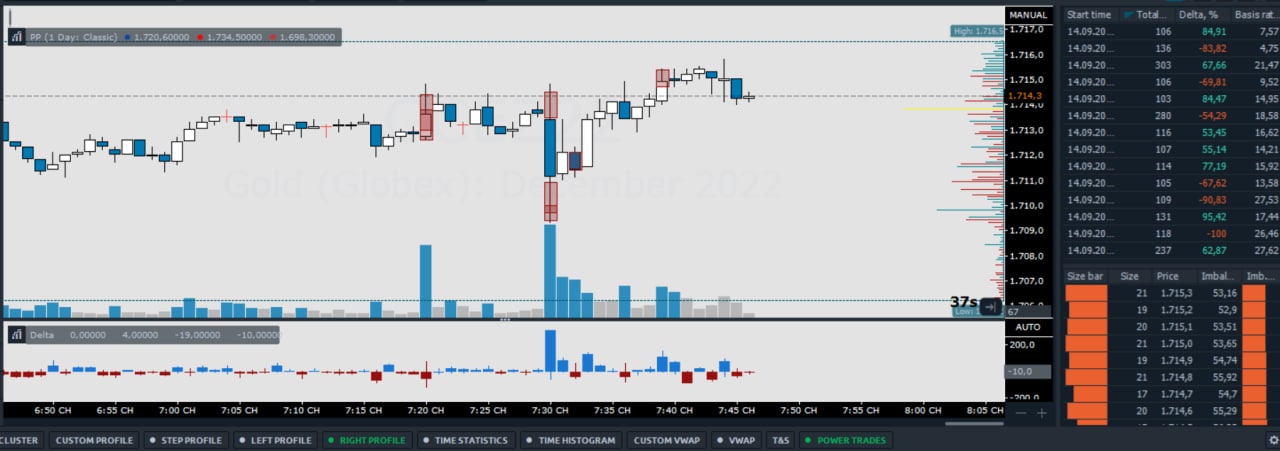 MANUAL
PP (1 Day: Classic) 1.720,60000 1.734,50000 1.698,30000
High: 1.716,5
1.717,0
1.716,0
1.715,0
1.714,3
1.714,0
1.713,0
1.712,0
1.711,0
1.710,0
1.709,0
1.708,0
1.707,0
37s
67
AUTO
Delta 0,00000 4,00000 -19,00000 -10,00000
200,0
-10,0
-200,0
6:50 CH 6:55 CH 7:00 CH 7:05 CH 7:10 CH 7:15 CH 7:20 CH 7:25 CH 7:30 CH 7:35 CH 7:40 CH 7:45 CH 7:50 CH 7:55 CH 8:00 CH 8:05 CH
CLUSTER CUSTOM PROFILE STEP PROFILE LEFT PROFILE RIGHT PROFILE TIME STATISTICS TIME HISTOGRAM CUSTOM VWAP VWAP T&S POWER TRADES
Start time Total... Delta, % Basis rat
14.09.20... 106 84,91 7,57
14.09.20... 136 -83,82 4,75
14.09.20... 303 67,66 21,47
14.09.20... 106 -69,81 9,52
14.09.20... 103 84,47 14,95
14.09.20... 280 -54,29 18,58
14.09.20... 116 53,45 16,62
14.09.20... 107 55,14 14,21
14.09.20... 114 77,19 15,92
14.09.20... 105 -67,62 13,58
14.09.20... 109 -90,83 27,53
14.09.20... 131 95,42 17,44
14.09.20... 118 -100 26,46
14.09.20... 237 62,87 27,62
Size bar Size Price Imbal... Imb...
21 1.715,3 53,16
19 1.715,2 52,9
20 1.715,1 53,51
21 1.715,0 53,65
19 1.714,9 54,74
21 1.714,8 55,92
17 1.714,7 54,7
20 1.714,6 55,29